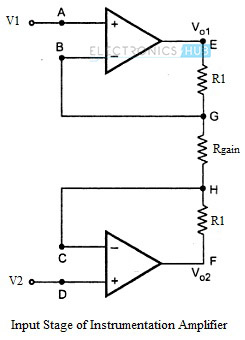 V1
A
+
Vo1
E
B
-
ELECTRONICS HUB
R1
G
Rgain
H
R1
C
-
V2
D
+
F
Vo2
Input Stage of Instrumentation Amplifier